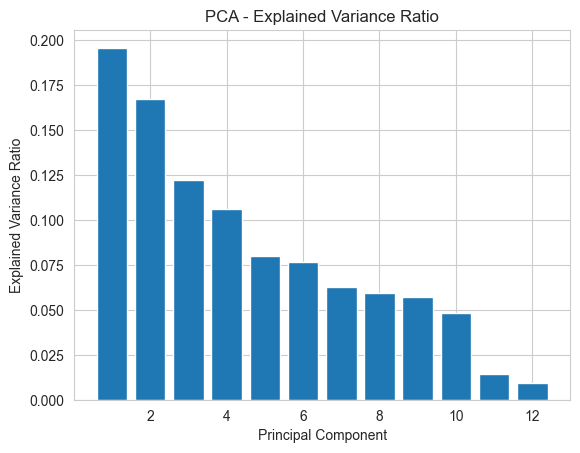 PCA - Explained Variance Ratio
Explained Variance Ratio
0.200
0.175
0.150
0.125
0.100
0.075
0.050
0.025
0.000
2 4 6 8 10 12
Principal Component